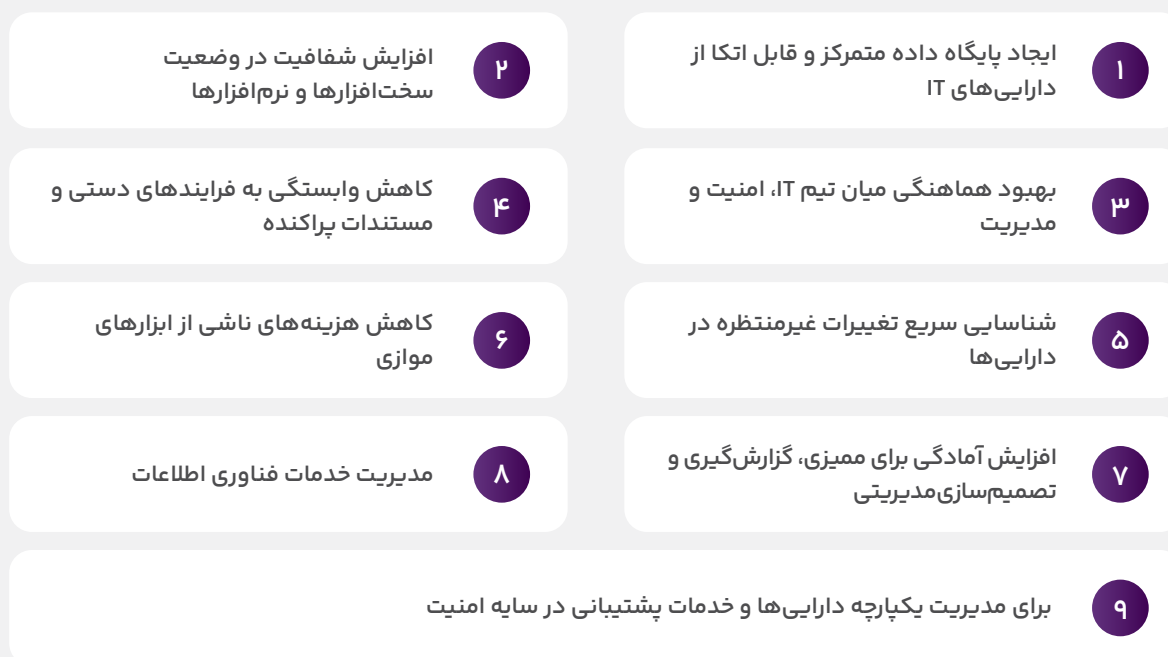 ۱
ایجاد پایگاه داده متمرکز و قابل اتکا از
دارایی‌های IT
۲
افزایش شفافیت در وضعیت
سخت‌افزارها و نرم‌افزارها
۳
بهبود هماهنگی میان تیم IT، امنیت و
مدیریت
۴
کاهش وابستگی به فرایندهای دستی و
مستندات پراکنده
۵
شناسایی سریع تغییرات غیرمنتظره در
دارایی‌ها
۶
کاهش هزینه‌های ناشی از ابزارهای
موازی
۷
افزایش آمادگی برای ممیزی، گزارش‌گیری و
تصمیم‌سازی‌مدیریتی
۸
مدیریت خدمات فناوری اطلاعات
۹
برای مدیریت یکپارچه دارایی‌ها و خدمات پشتیبانی در سایه امنیت